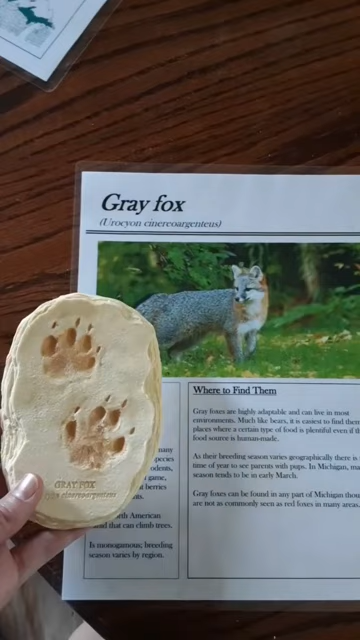 Gray fox
(Urocyon cinereoargenteus)
Where to Find Them
Gray foxes are highly adaptable and can live in most
environments. Much like bears, it is easiest to find them
places where a certain type of food is plentiful even if th
food source is human-made.
As their breeding season varies geographically there is
time of year to see parents with pups. In Michigan, ma
season tends to be in early March.
Gray foxes can be found in any part of Michigan thou
are not as commonly seen as red foxes in many areas.
many
pecies
odents,
game,
d berries
ns.
rth American
that can climb trees.
Is monogamous; breeding
season varies by region.
GRAY FOX
cinereoargenteus